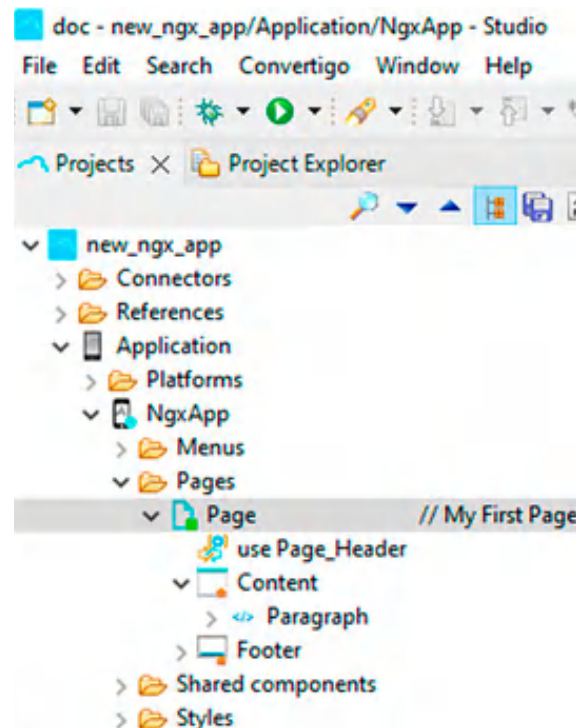 doc - new_ngx_app/Application/NgxApp - Studio
File Edit Search Convertigo Window Help
Projects Project Explorer
new_ngx_app
Connectors
References
Application
Platforms
NgxApp
Menus
Pages
Page // My First Page
use Page_Header
Content
</> Paragraph
Footer
Shared components
Styles